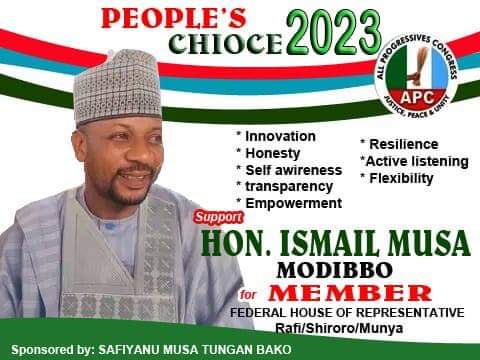 PEOPLE'S
CHIOCE 2023
ALL PROGRESSIVES CONGRESS
APC
JUSTICE, PEACE & UNITY
* Innovation
* Honesty
* Self awireness
* transparency
* Empowerment
* Resilience
*Active listening
* Flexibility
Support
HON. ISMAIL MUSA
MODIBBO
for MEMBER
FEDERAL HOUSE OF REPRESENTATIVE
Rafi/Shiroro/Munya
Sponsored by: SAFIYANU MUSA TUNGAN BAKO